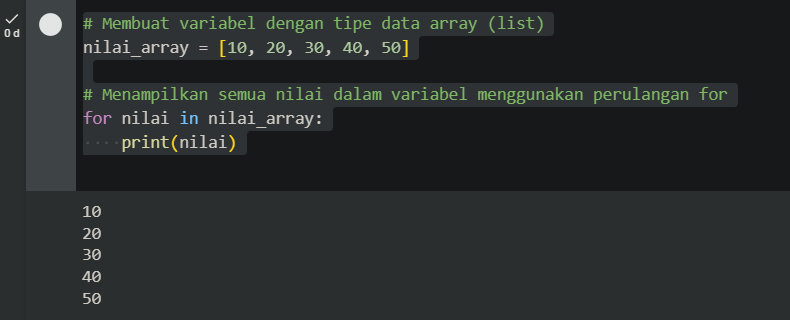 0 d
# Membuat variabel dengan tipe data array (list)
nilai_array = [10, 20, 30, 40, 50]
# Menampilkan semua nilai dalam variabel menggunakan perulangan for
for nilai in nilai_array:
    print(nilai)
10
20
30
40
50